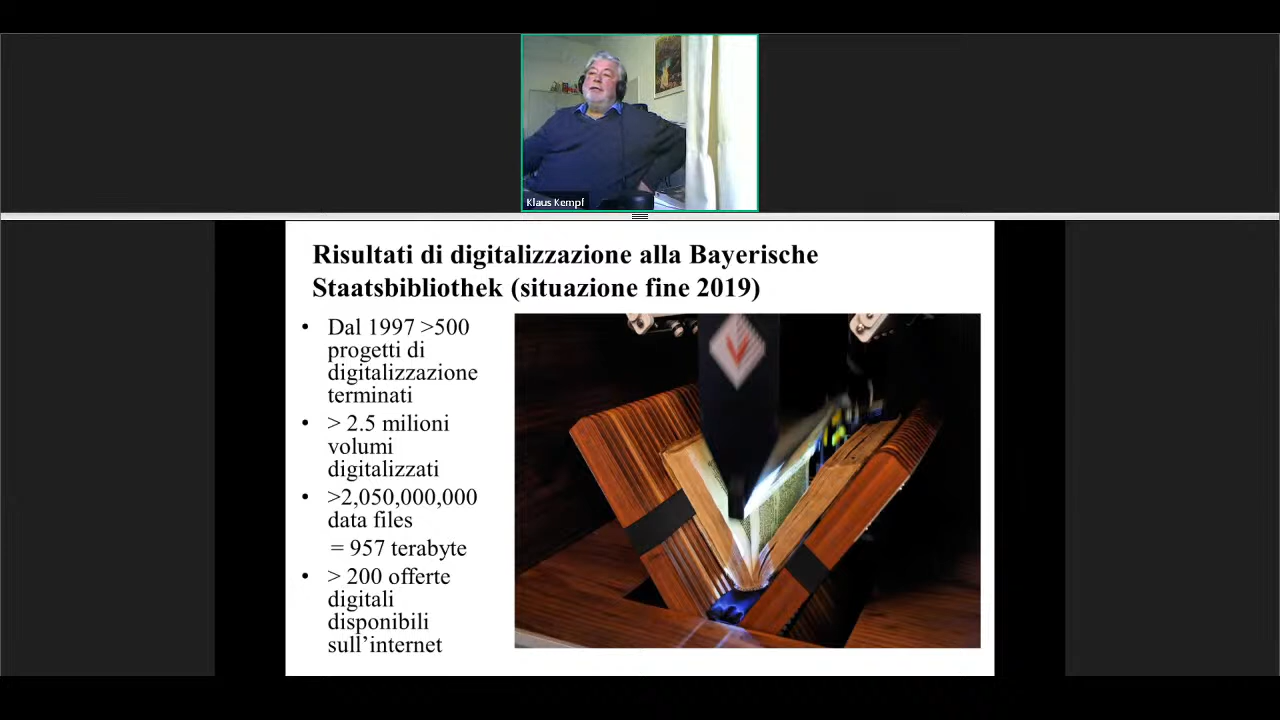 Klaus Kempf
Risultati di digitalizzazione alla Bayerische
Staatsbibliothek (situazione fine 2019)
• Dal 1997 >500
progetti di
digitalizzazione
terminati
• > 2.5 milioni
volumi
digitalizzati
• >2,050,000,000
data files
= 957 terabyte
• > 200 offerte
digitali
disponibili
sull’internet